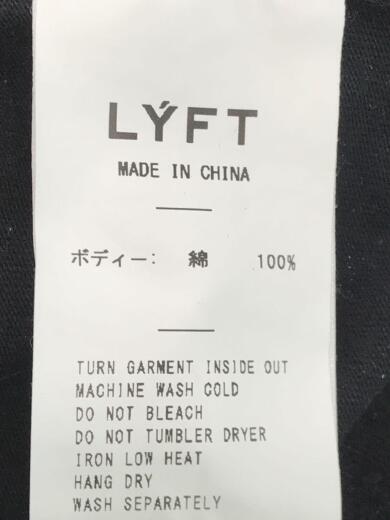 LÝFT
MADE IN CHINA
ボディー: 綿 100%
TURN GARMENT INSIDE OUT
MACHINE WASH COLD
DO NOT BLEACH
DO NOT TUMBLER DRYER
IRON LOW HEAT
HANG DRY
WASH SEPARATELY